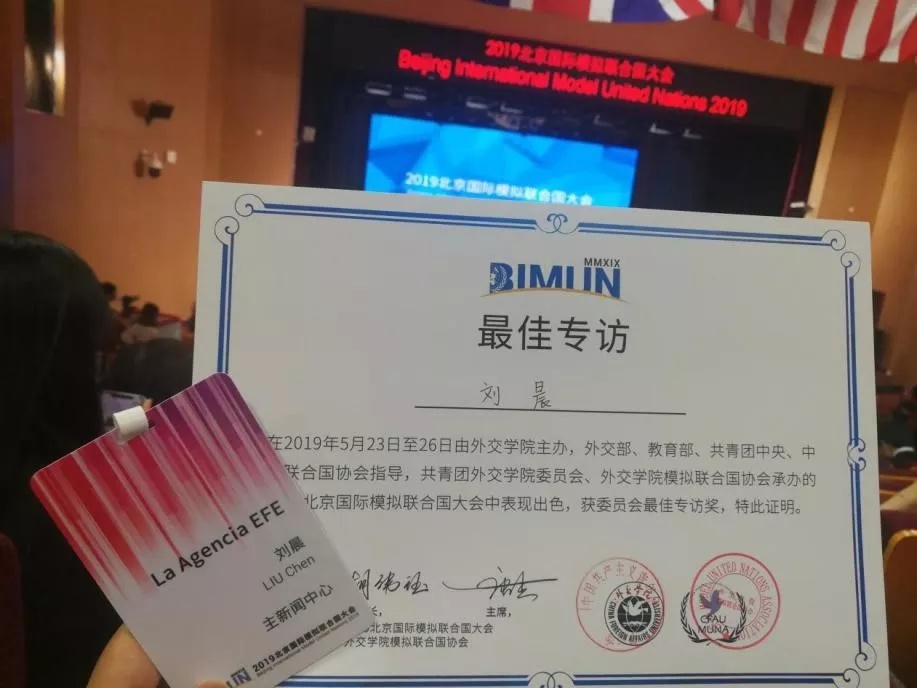 2019北京国际模拟联合国大会
Beijing International Model United Nations 2019
2019北京国际模拟联合国大会
MMXIX
BIMUN
最佳专访
刘晨
在2019年5月23日至26日由外交学院主办,外交部、教育部、共青团中央、中
联合国协会指导,共青团外交学院委员会、外交学院模拟联合国协会承办的
北京国际模拟联合国大会中表现出色,获委员会最佳专访奖,特此证明。
长,
主席,
北京国际模拟联合国大会
外交学院模拟联合国协会
CFAU
MUNA
La Agencia EFE
刘晨
LIU Chen
主新闻中心
2019北京国际模拟联合国大会
Beijing International Model United Nations 2019